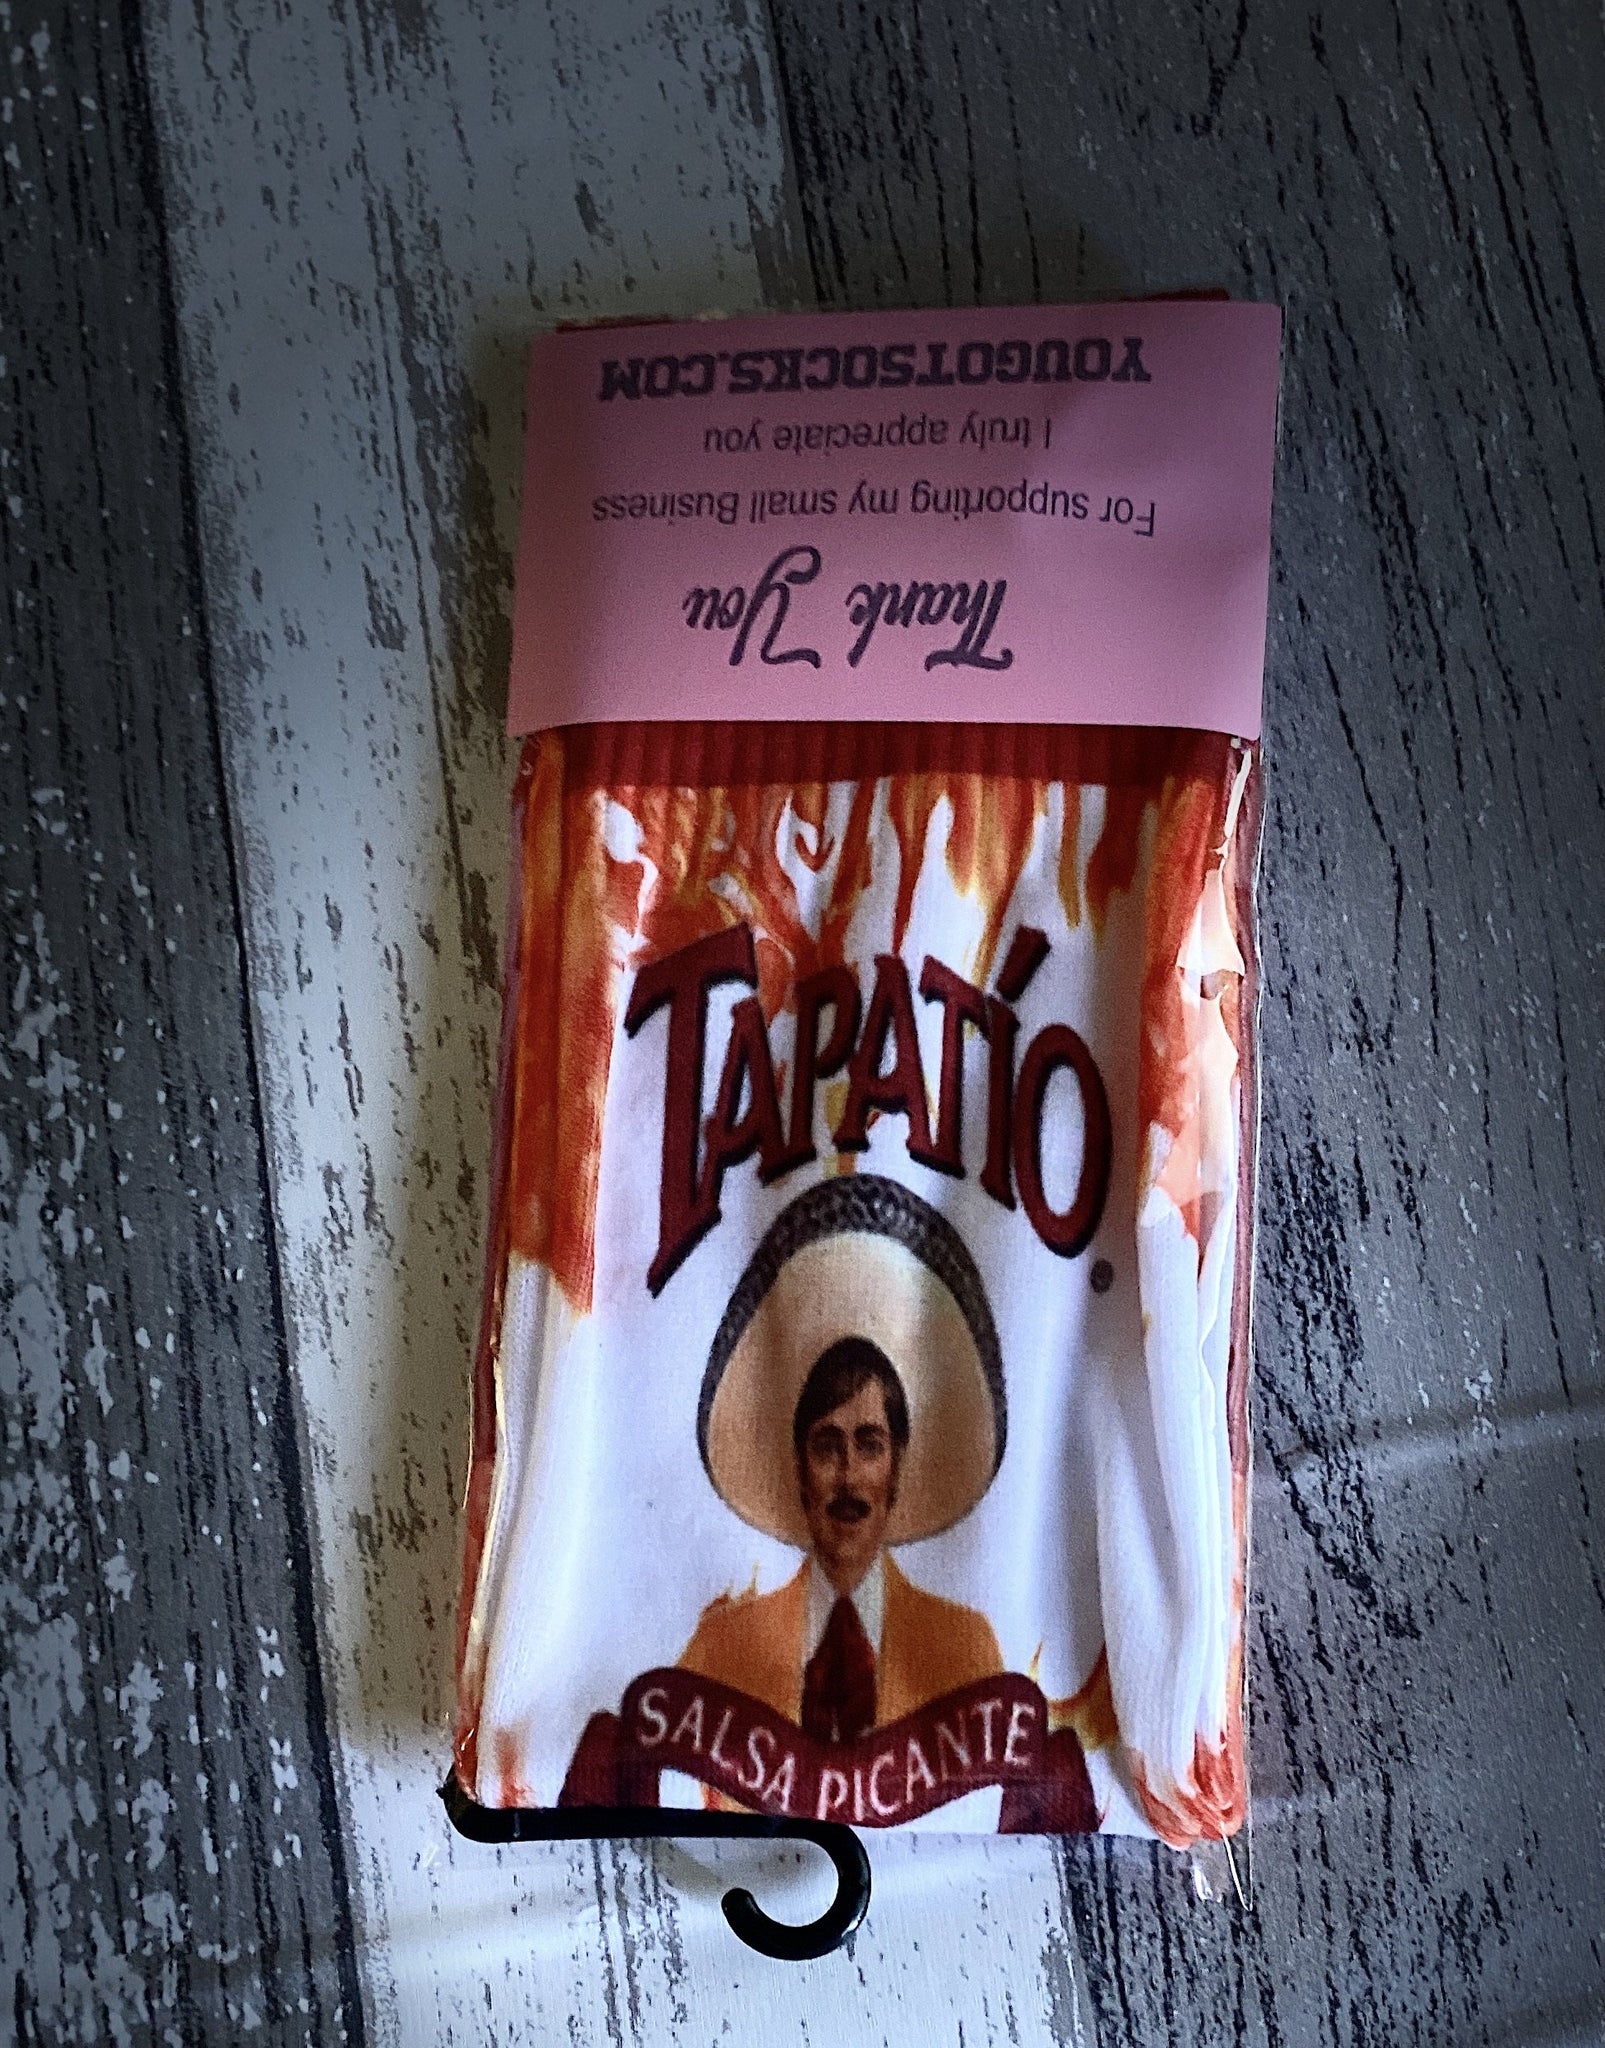 Thank You
For supporting my small Business
I truly appreciate you
YOUGOTSOCKS.COM
TAPATÍO
®
SALSA PICANTE